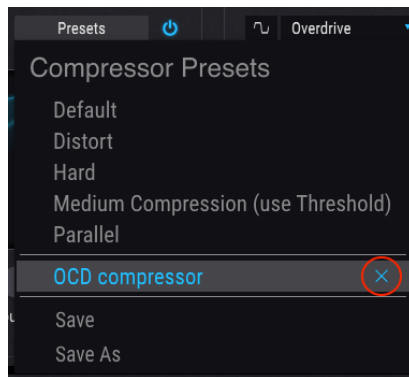 Presets Overdrive
Compressor Presets
Default
Distort
Hard
Medium Compression (use Threshold)
Parallel
OCD compressor
Save
Save As